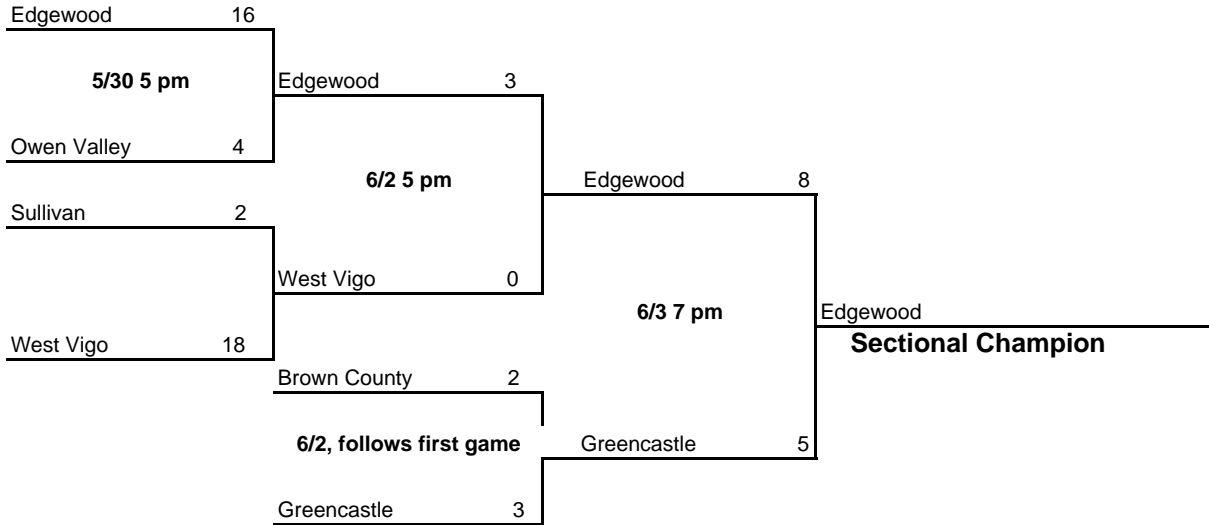 Edgewood 16
5/30 5 pm
Edgewood 3
Owen Valley 4
6/2 5 pm
Edgewood 8
Sullivan 2
West Vigo 0
6/3 7 pm
Edgewood
West Vigo 18
Sectional Champion
Brown County 2
6/2, follows first game
Greencastle 5
Greencastle 3